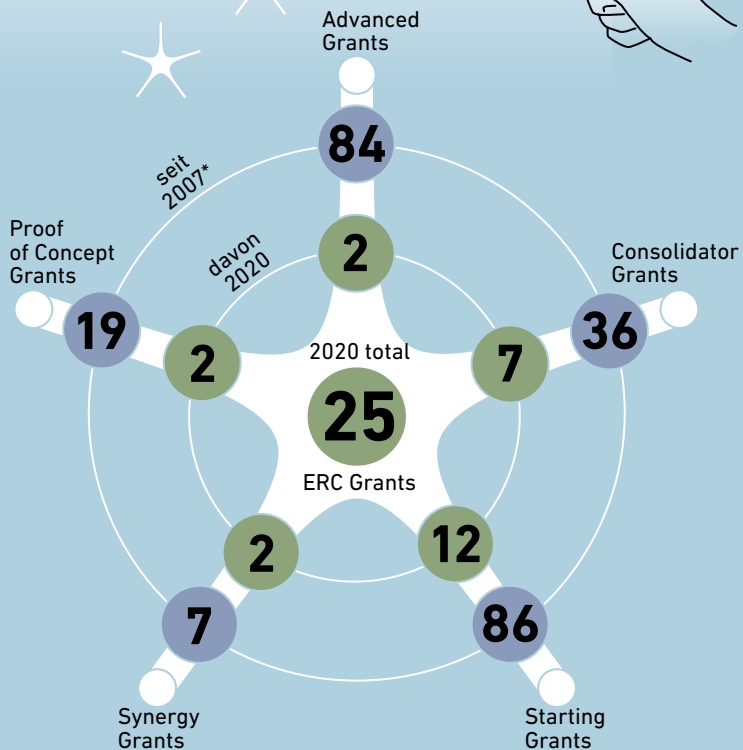 Advanced
Grants
84
seit
2007*
davon
2020
2
Proof
of Concept
Grants
19
2
Consolidator
Grants
36
7
2020 total
25
ERC Grants
2
7
Synergy
Grants
12
86
Starting
Grants